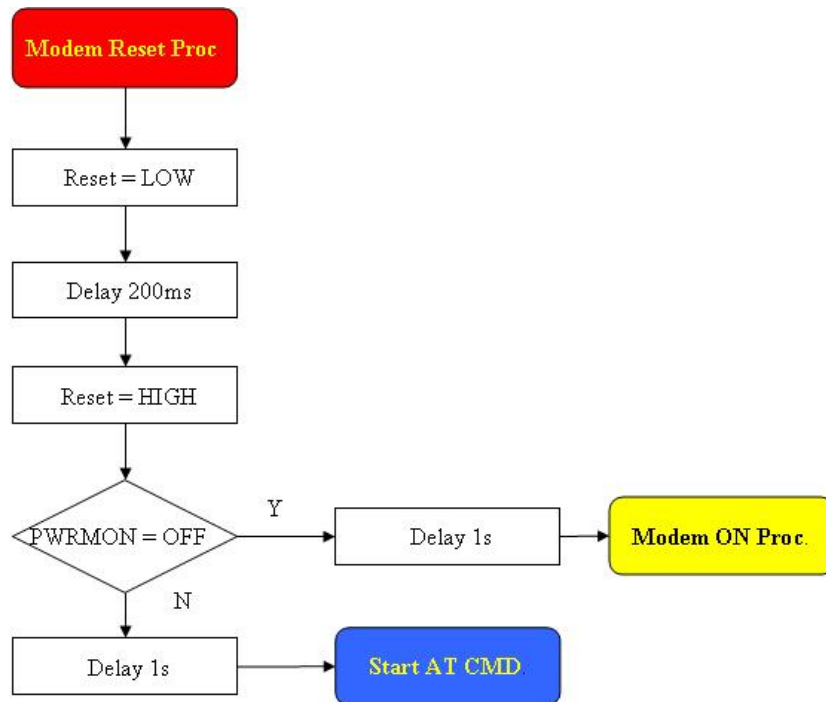 Modem Reset Proc
Reset = LOW
Delay 200ms
Reset = HIGH
PWRMON = OFF
Y
Delay 1s
Modem ON Proc.
N
Delay 1s
Start AT CMD.